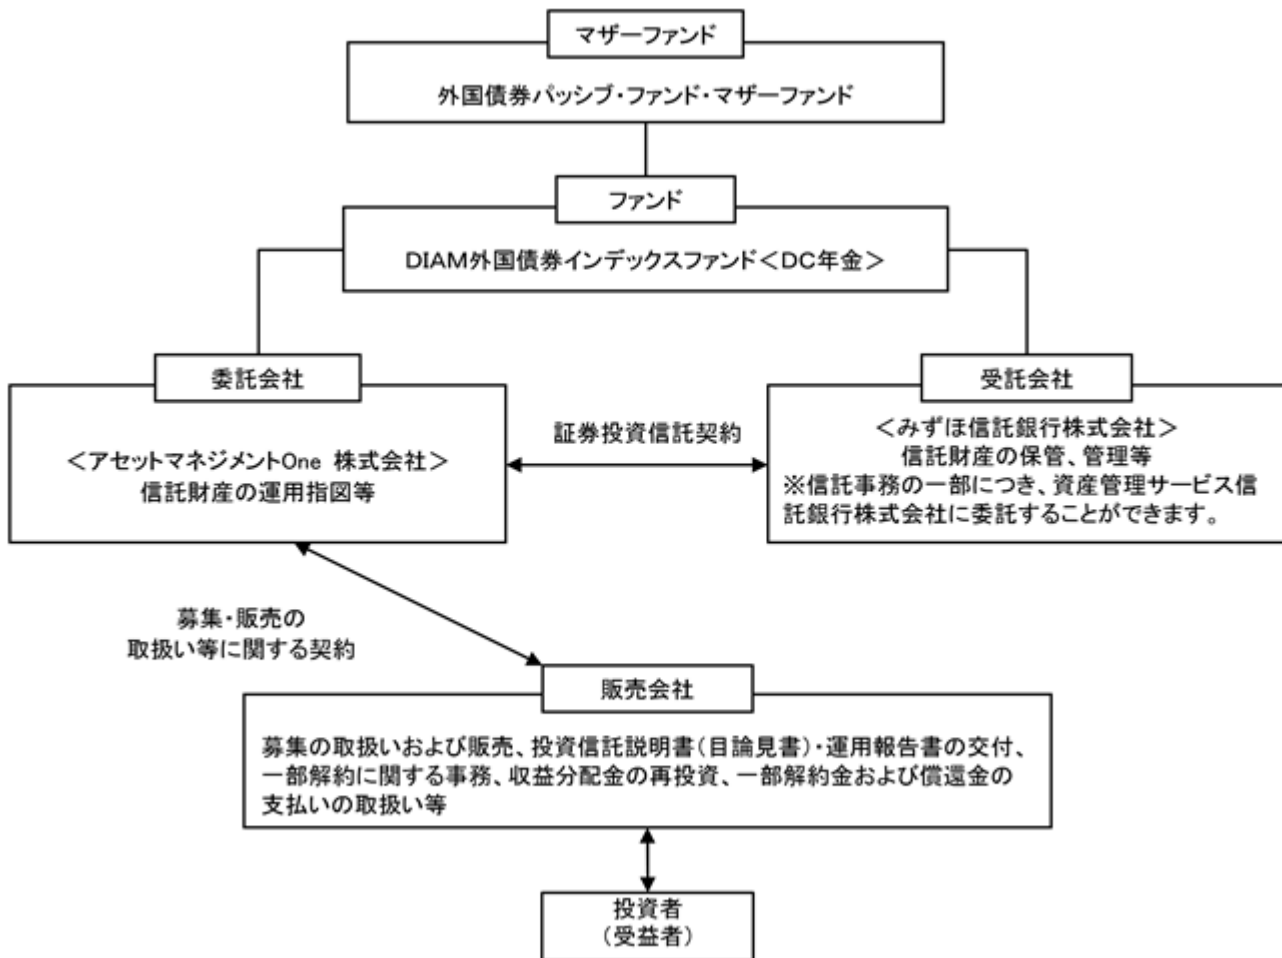 マザーファンド
外国債券パッシブ・ファンド・マザーファンド
ファンド
DIAM外国債券インデックスファンド＜DC年金＞
委託会社
＜アセットマネジメントOne 株式会社＞
信託財産の運用指図等
証券投資信託契約
受託会社
＜みずほ信託銀行株式会社＞
信託財産の保管、管理等
※信託事務の一部につき、資産管理サービス信
託銀行株式会社に委託することができます。
募集・販売の
取扱い等に関する契約
販売会社
募集の取扱いおよび販売、投資信託説明書（目論見書）・運用報告書の交付、
一部解約に関する事務、収益分配金の再投資、一部解約金および償還金の
支払いの取扱い等
投資者
（受益者）